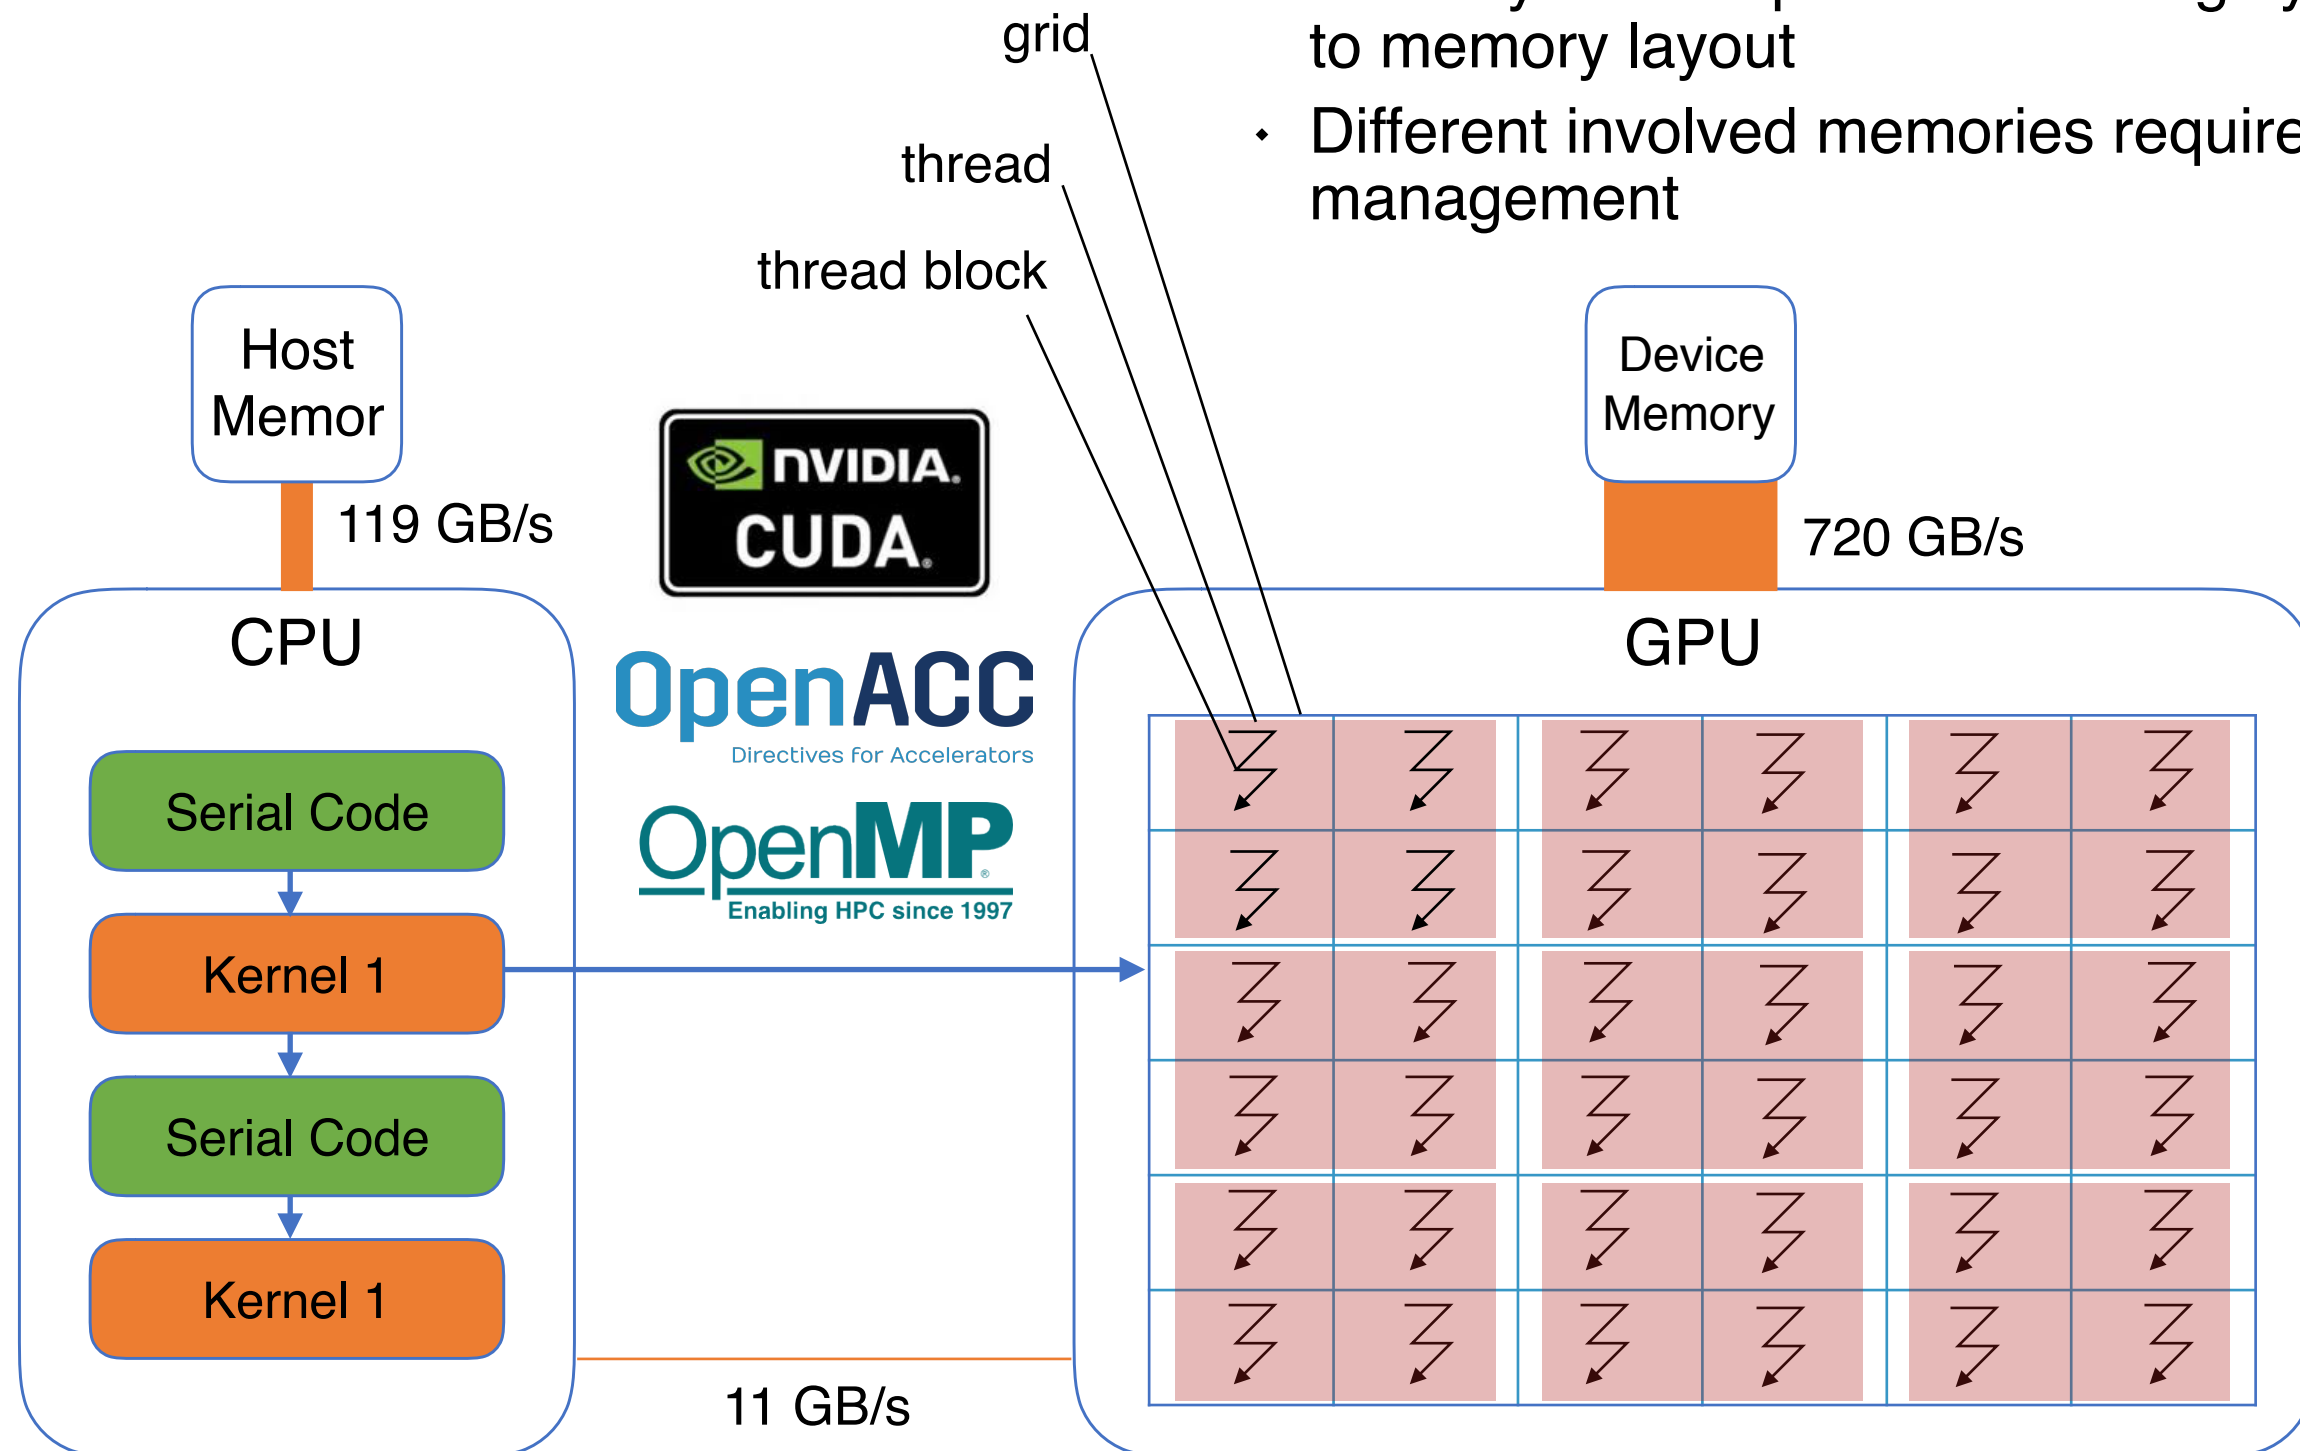 grid
to memory layout
thread
Different involved memories require
management
thread block
Host
Memor
Device
Memory
119 GB/s
NVIDIA.
CUDA.
720 GB/s
CPU
OpenACC
Directives for Accelerators
GPU
Serial Code
OpenMP
Enabling HPC since 1997
Kernel 1
Serial Code
Kernel 1
11 GB/s